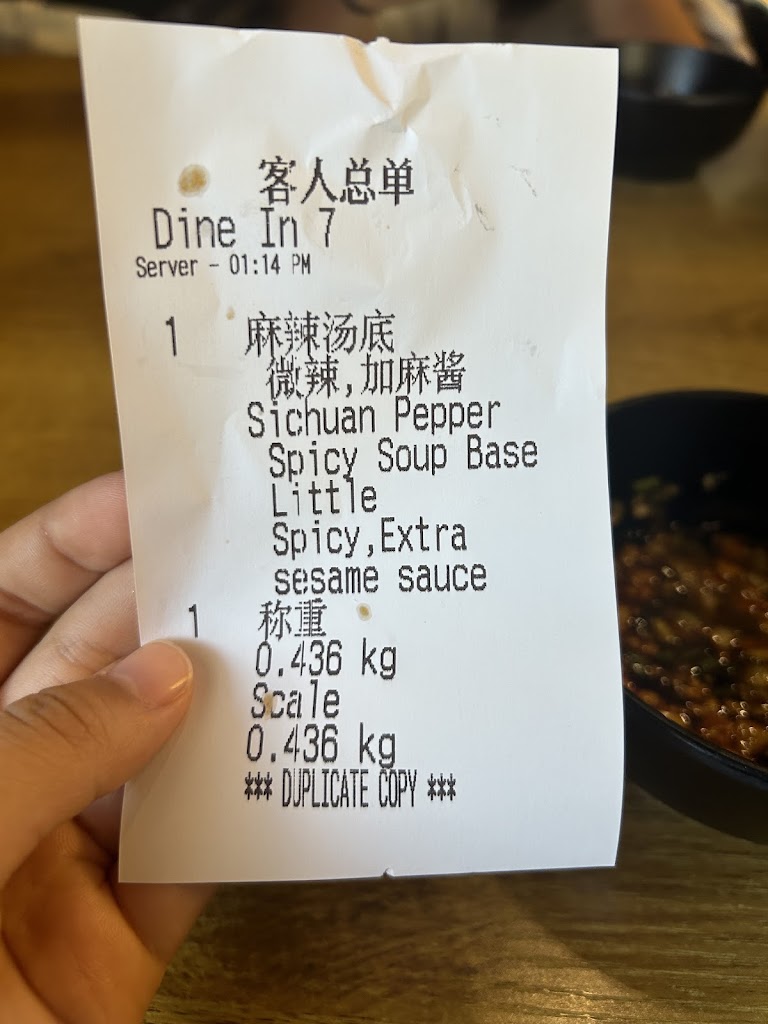 客人总单
Dine In 7
Server - 01:14 PM
1 麻辣汤底
微辣,加麻酱
Sichuan Pepper
Spicy Soup Base
Little
Spicy,Extra
sesame sauce
1 称重
0.436 kg
Scale
0.436 kg
*** DUPLICATE COPY ***